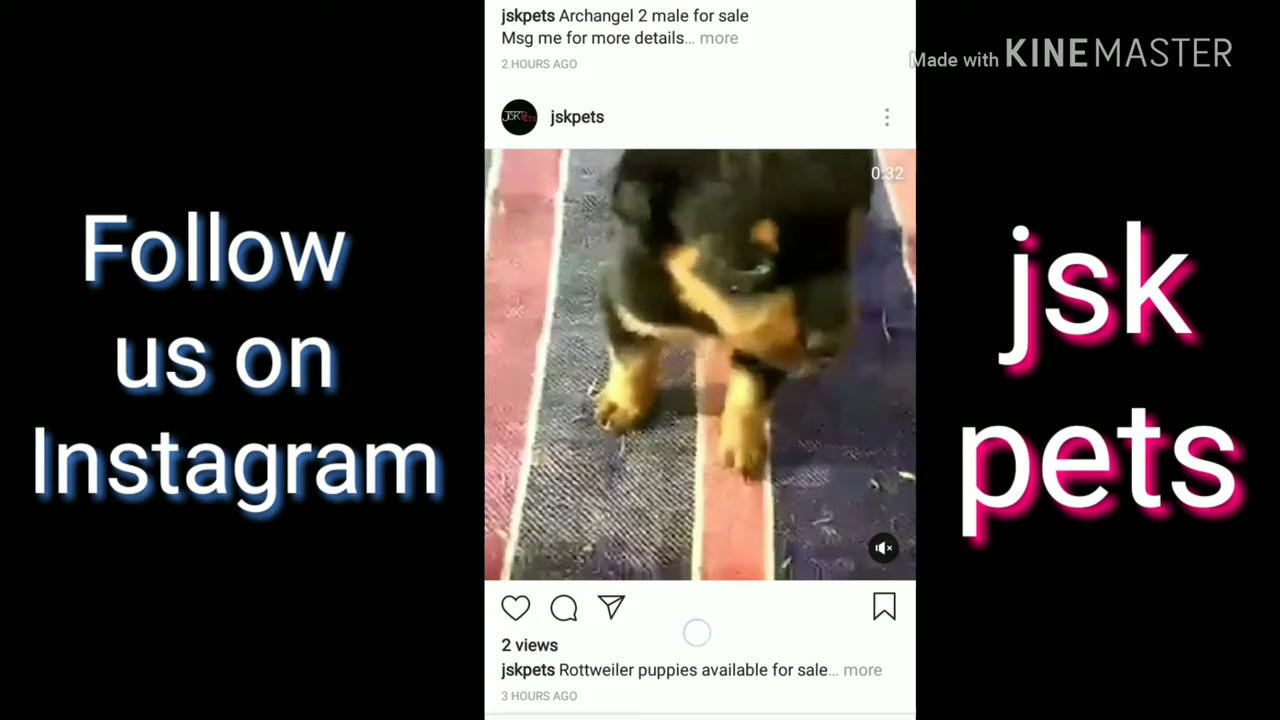 jskpets Archangel 2 male for sale
Msg me for more details... more
2 HOURS AGO
Made with KINEMASTER
JSKPets jskpets
0:32
Follow
us on
Instagram
jsk
pets
2 views
jskpets Rottweiler puppies available for sale... more
3 HOURS AGO